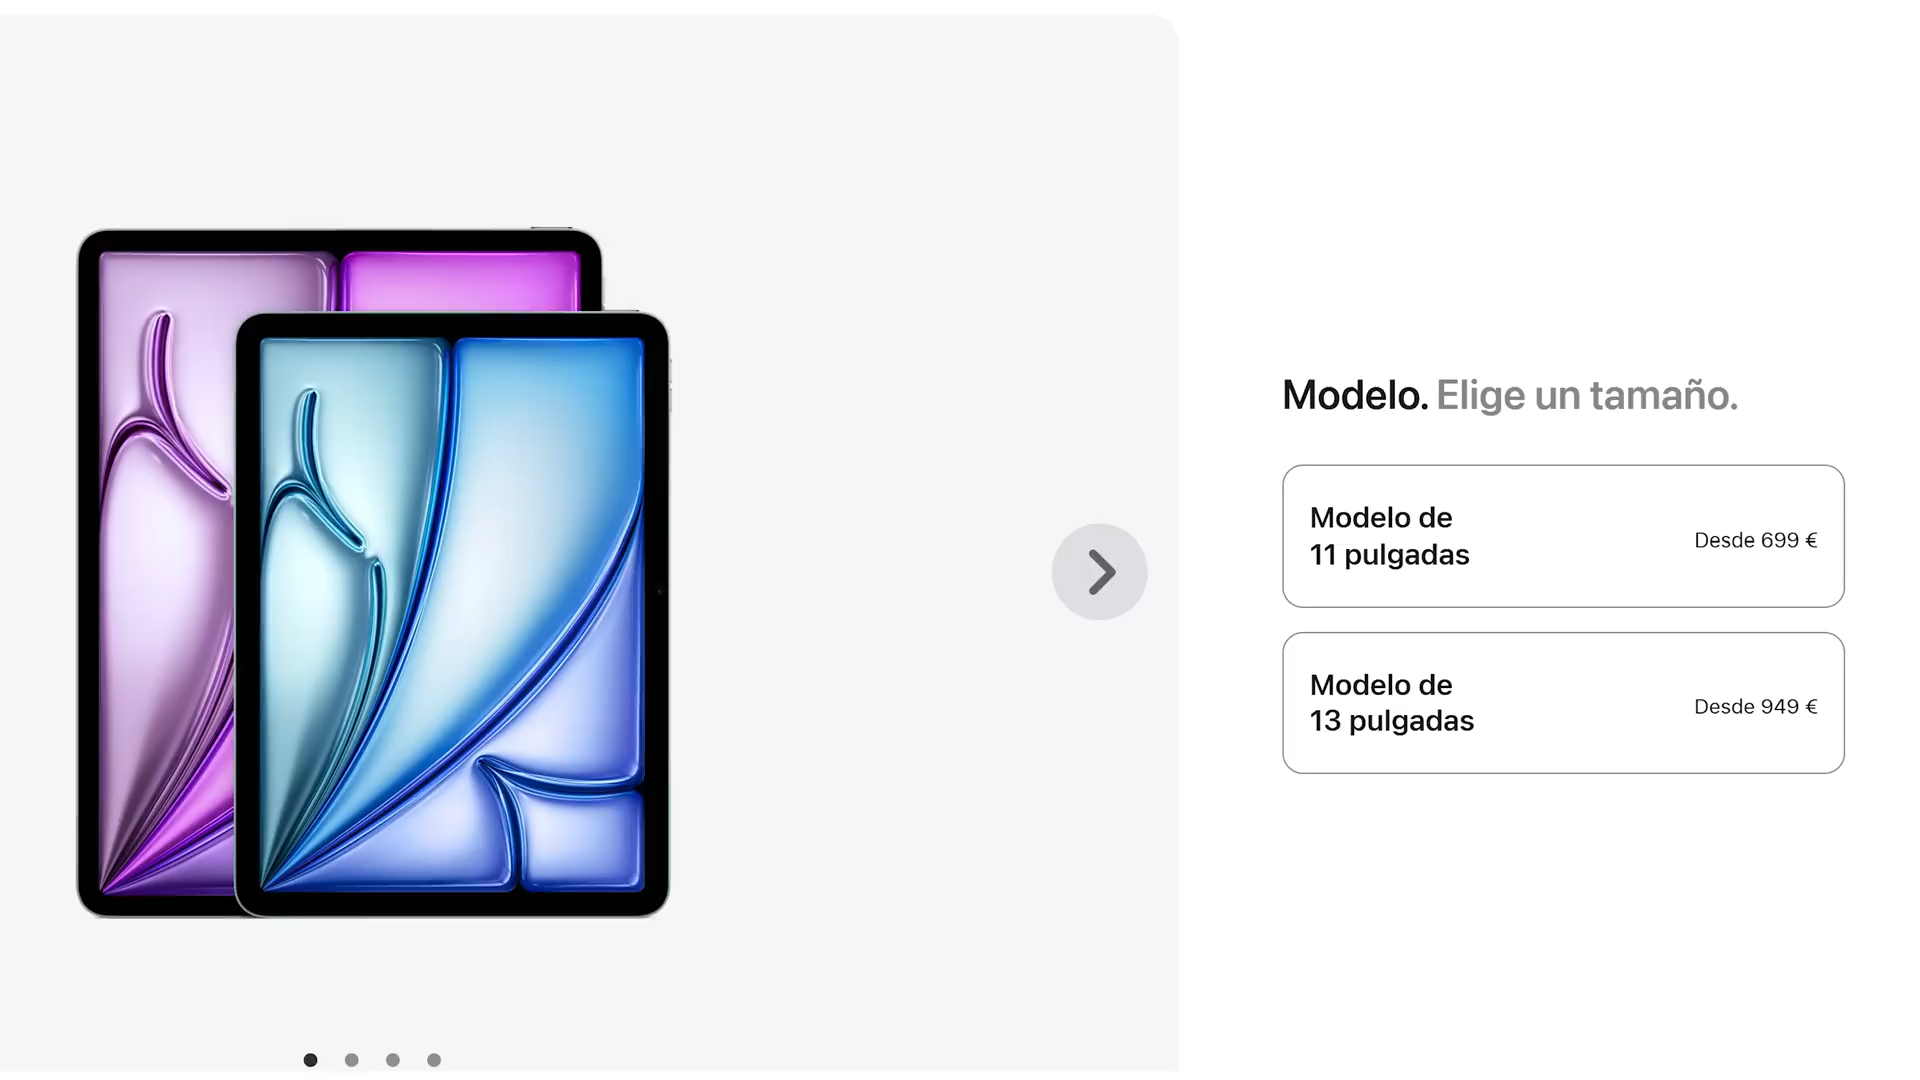 Modelo. Elige un tamaño.
Modelo de
11 pulgadas
Desde 699 €
Modelo de
13 pulgadas
Desde 949 €